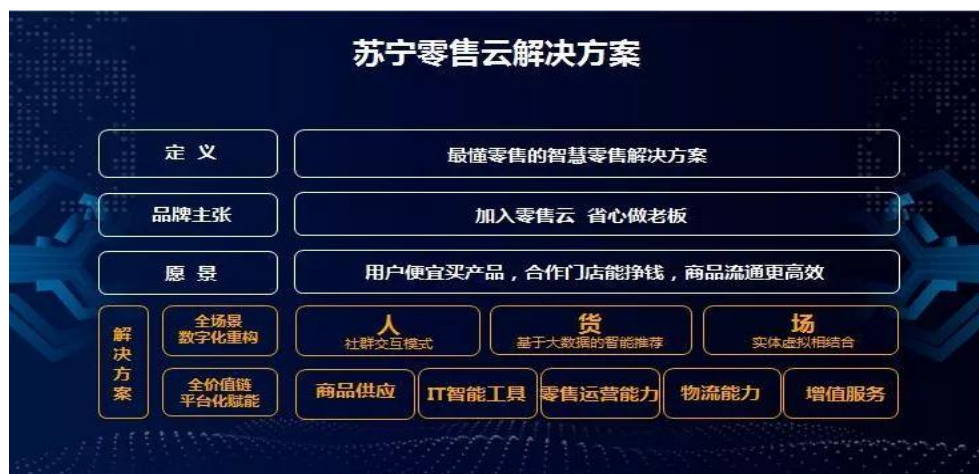 苏宁零售云解决方案
定 义
最懂零售的智慧零售解决方案
品牌主张
加入零售云 省心做老板
愿 景
用户便宜买产品，合作门店能挣钱，商品流通更高效
解决方案
全场景
数字化重构
人
社群交互模式
货
基于大数据的智能推荐
场
实体虚拟相结合
全价值链
平台化赋能
商品供应
IT智能工具
零售运营能力
物流能力
增值服务